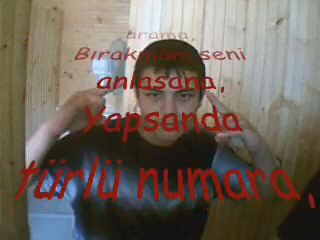 arama,
Bırakmam seni
anlasana,
Yapsanda
türlü numara,